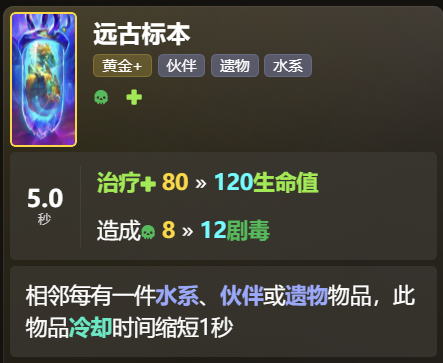 远古标本
黄金+ 伙伴 遗物 水系
5.0
秒
治疗 80 » 120生命值
造成 8 » 12剧毒
相邻每有一件水系、伙伴或遗物物品，此
物品冷却时间缩短1秒